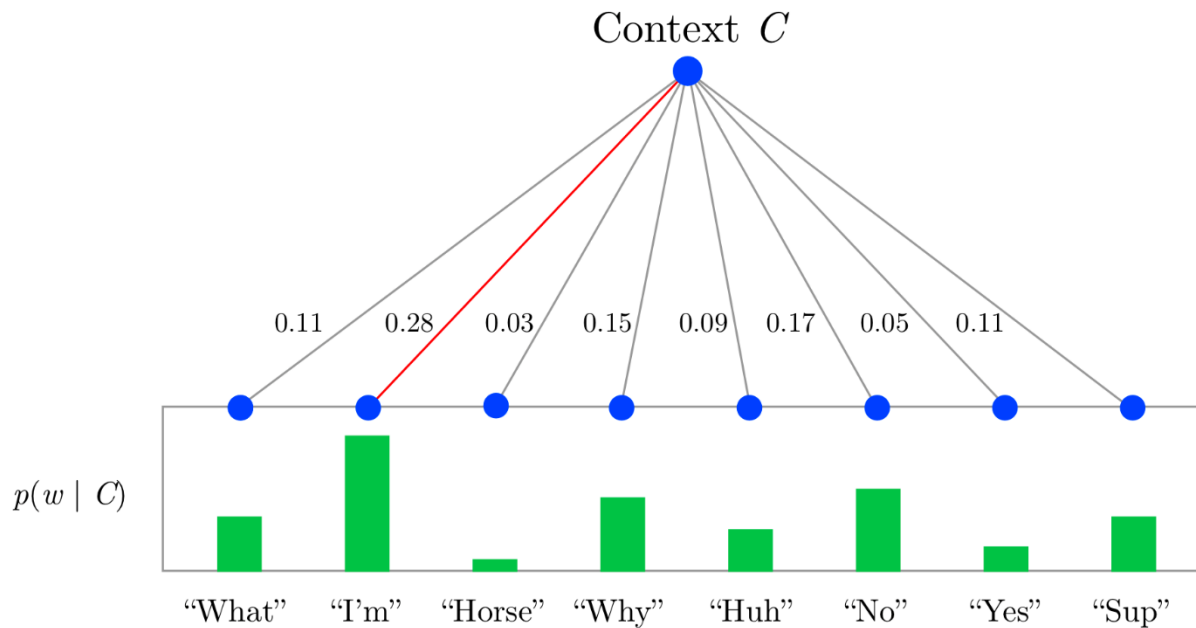 Context C
0.11 0.28 0.03 0.15 0.09 0.17 0.05 0.11
p(w | C)
“What” “I'm” “Horse” “Why” “Huh” “No” “Yes” “Sup”